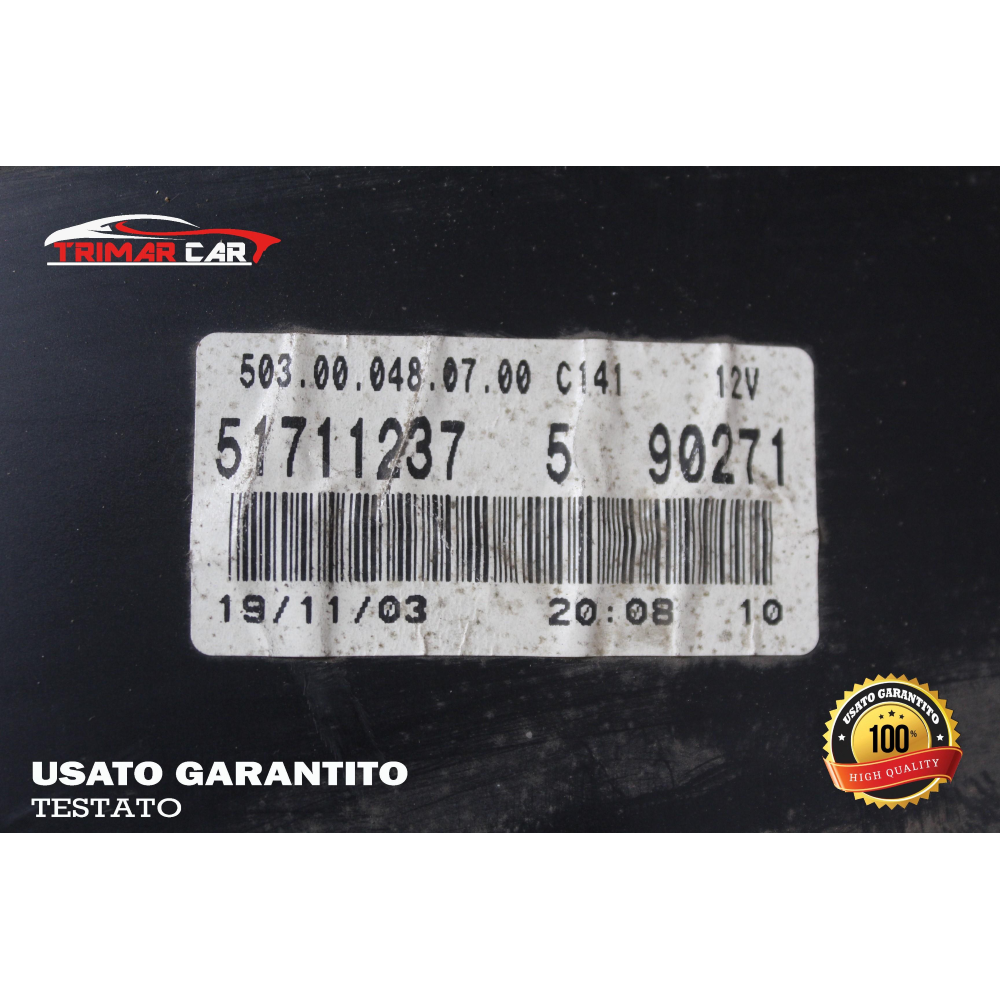 TRIMAR CAR
503.00.048.07.00 C141 12V
51711237 5 90271
19/11/03 20:08 10
USATO GARANTITO
100%
HIGH QUALITY
USATO GARANTITO
TESTATO